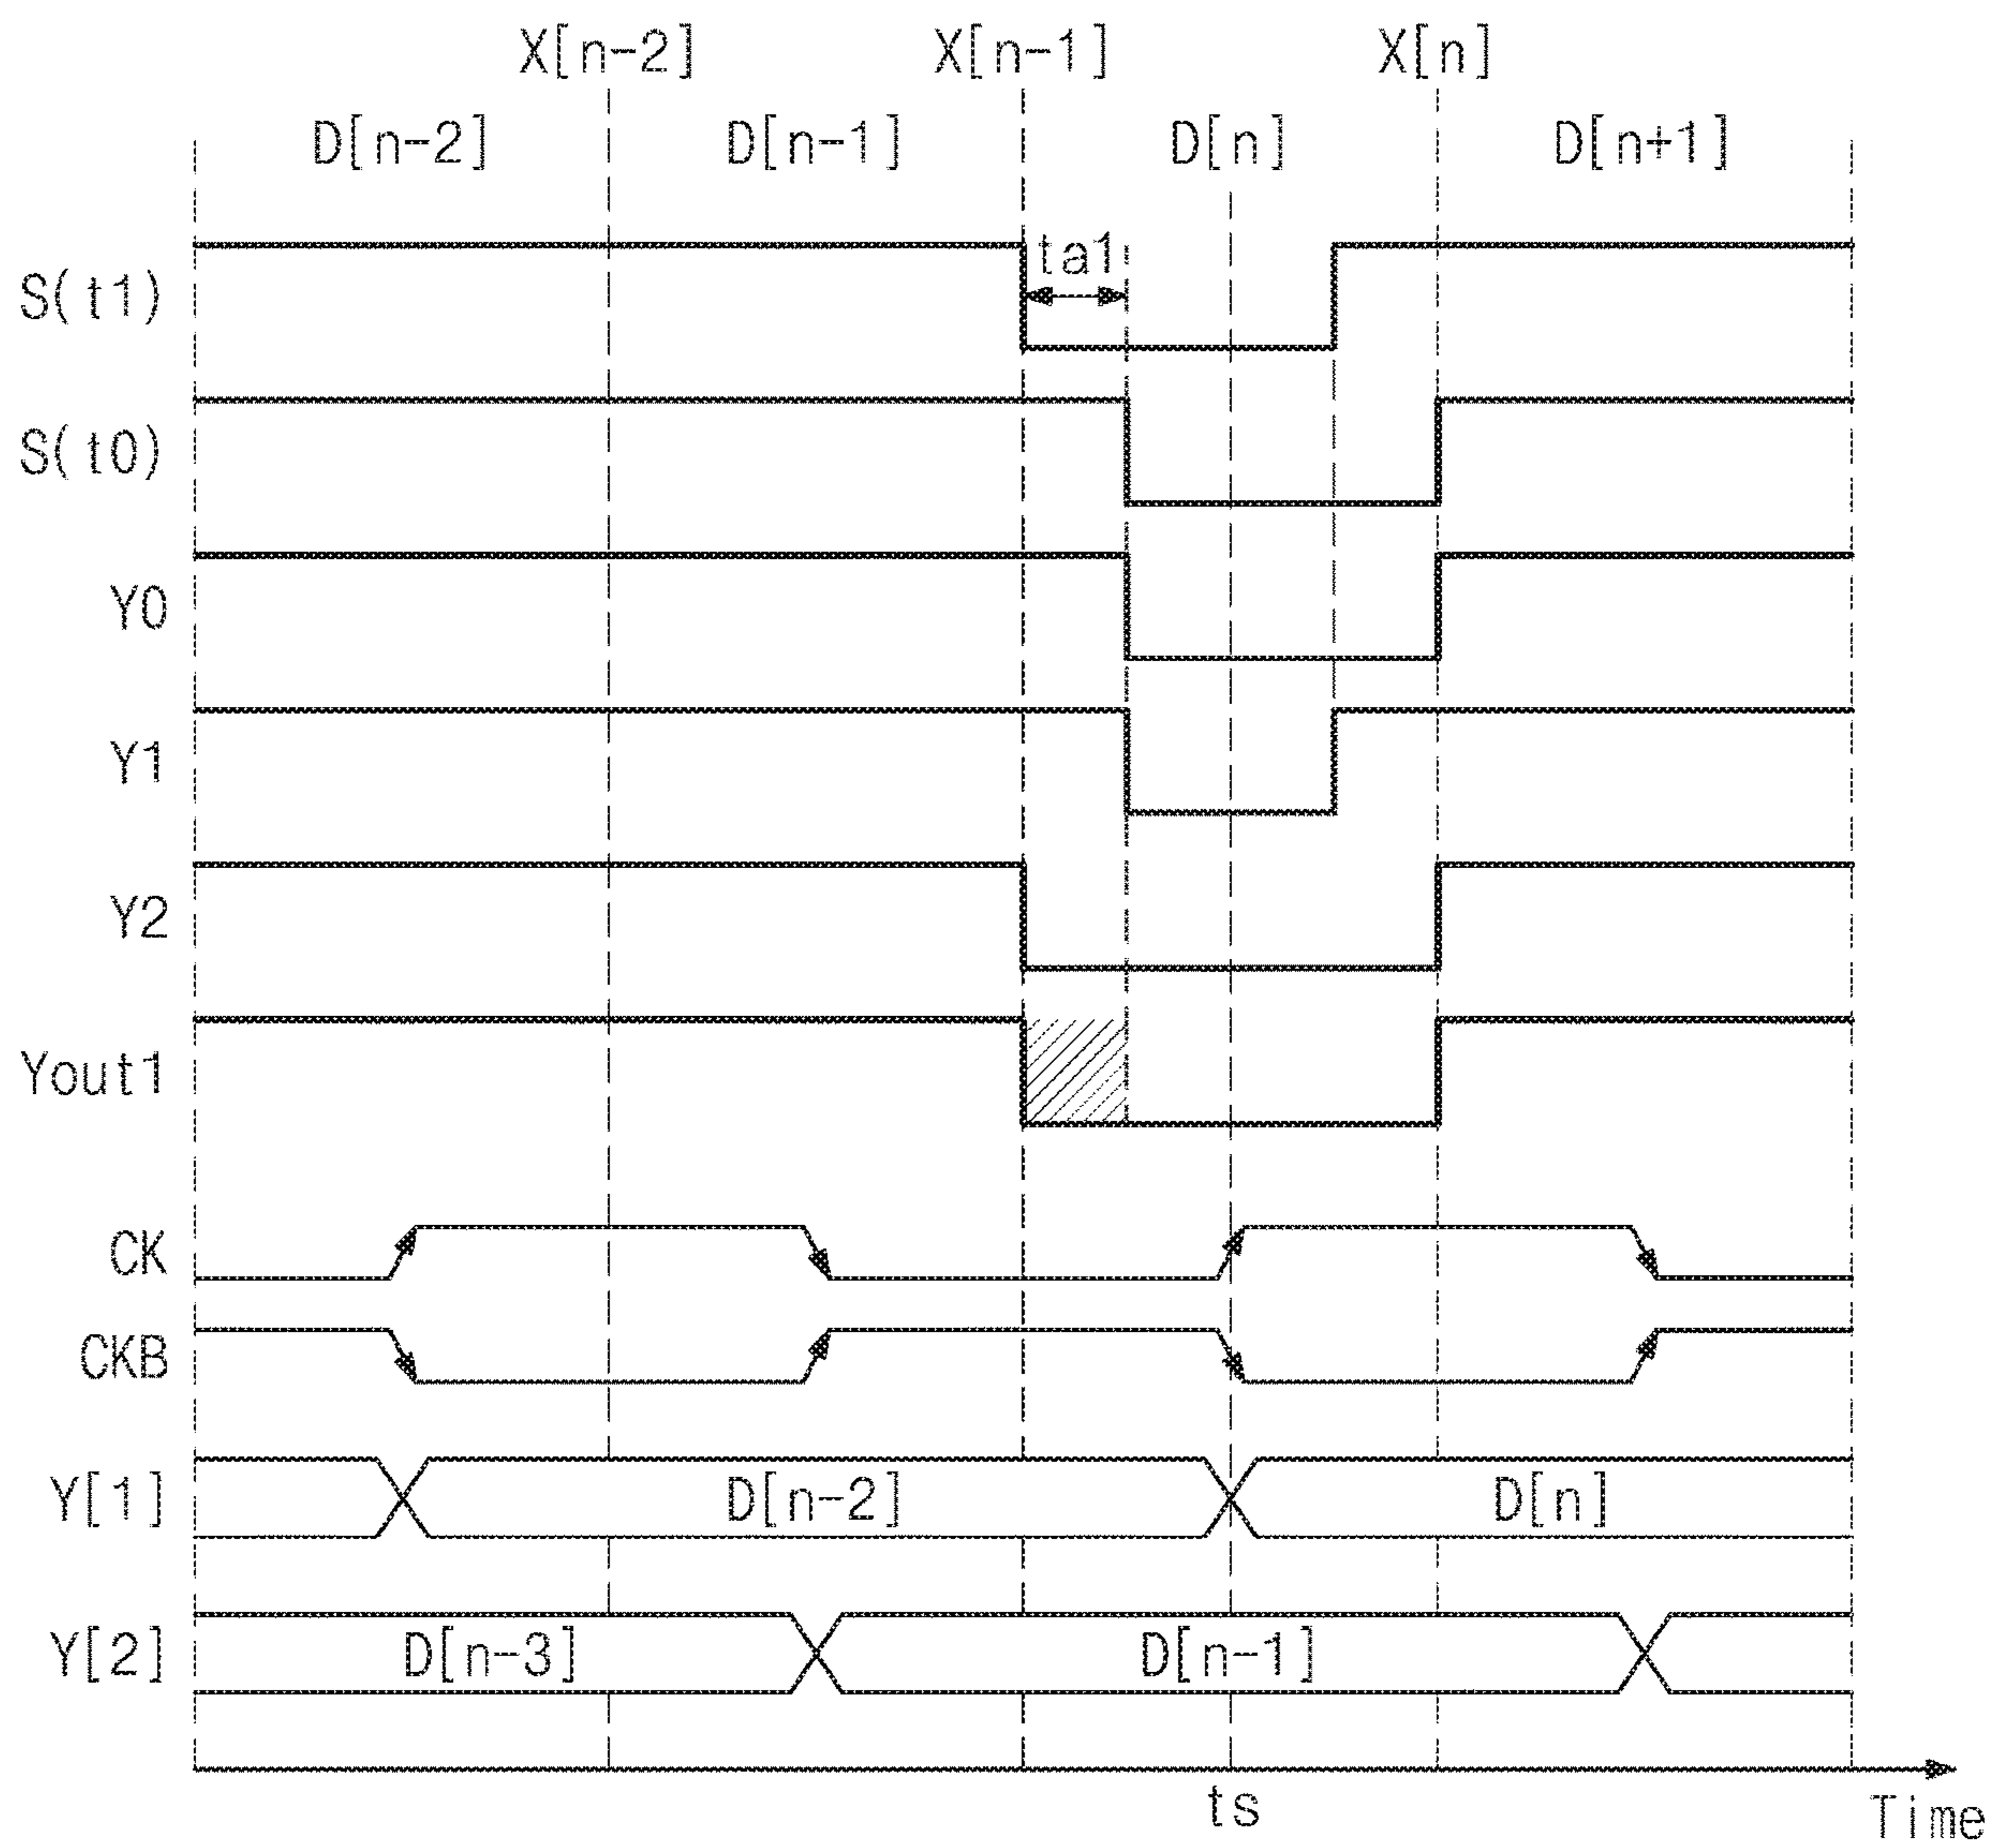 X[n-2] X[n-1] X[n]
D[n-2] D[n-1] D[n] D[n+1]
ta1
S(t1)
S(t0)
Y0
Y1
Y2
Yout1
CK
CKB
Y[1] D[n-2] D[n]
Y[2] D[n-3] D[n-1]
ts
Time